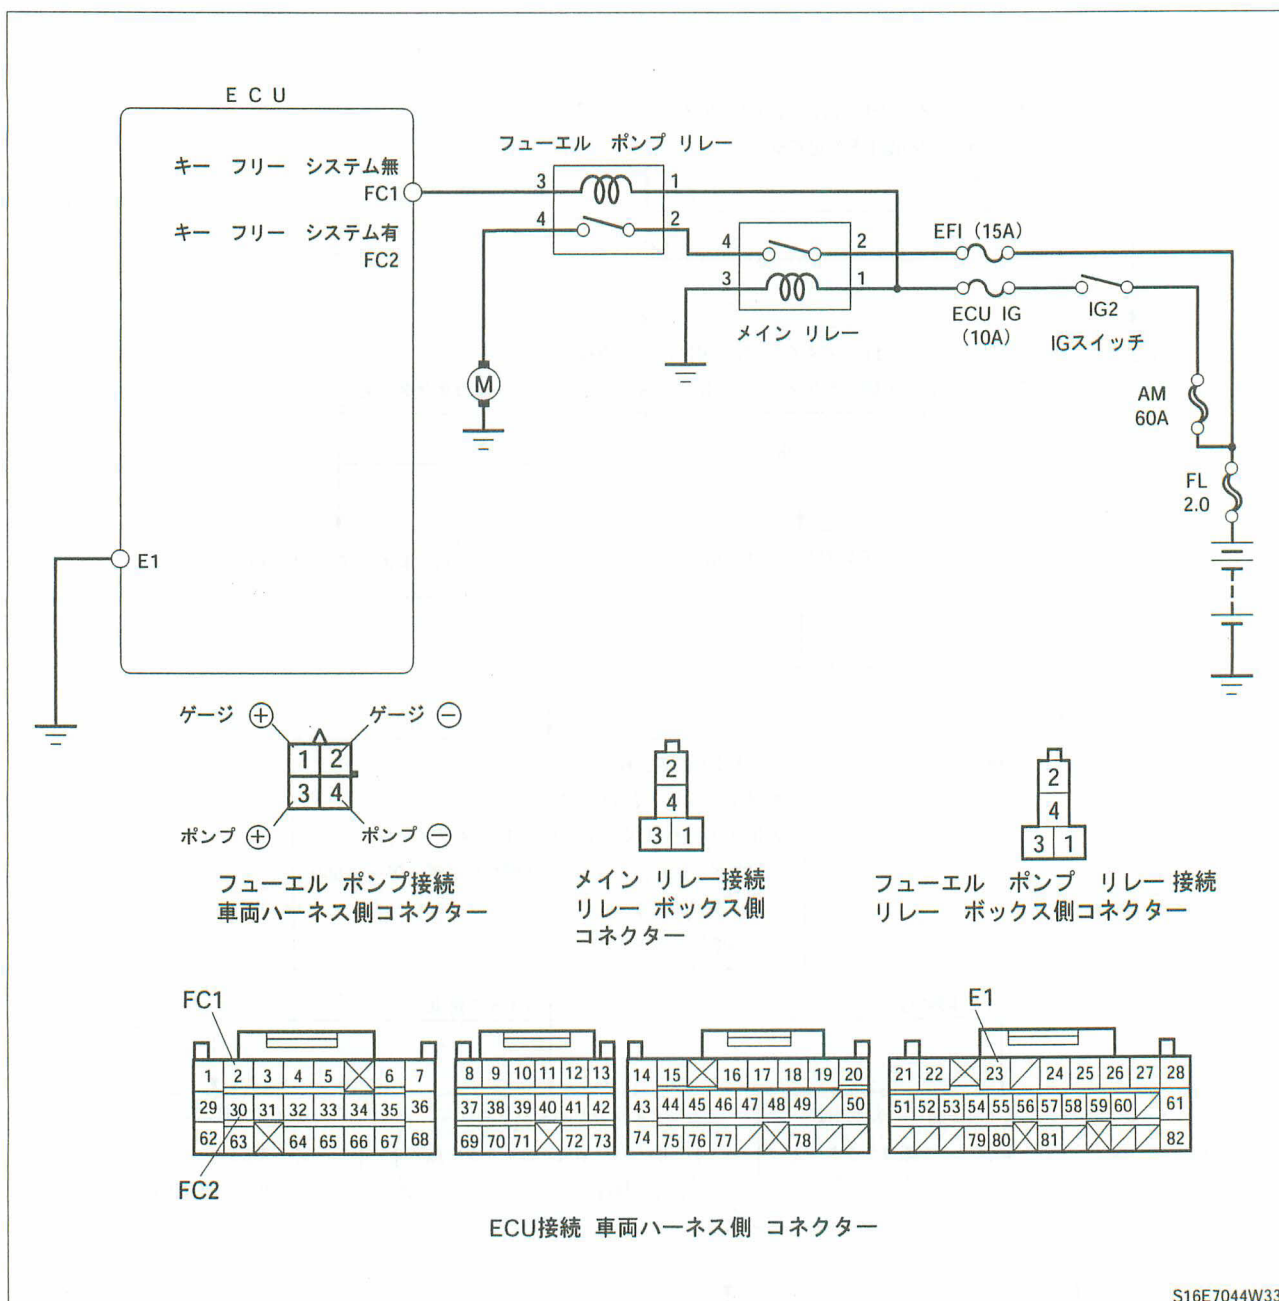 E C U
キー フリー システム無
FC1
キー フリー システム有
FC2
E1
フューエル ポンプ リレー
3 1
4 2
4 2
3 1
メイン リレー
EFI (15A)
ECU IG
(10A)
IG2
IGスイッチ
AM
60A
FL
2.0
M
ゲージ ⊕ ゲージ ⊖
1 2
3 4
ポンプ ⊕ ポンプ ⊖
フューエル ポンプ接続
車両ハーネス側コネクター
2
4
3 1
メイン リレー接続
リレー ボックス側
コネクター
2
4
3 1
フューエル ポンプ リレー接続
リレー ボックス側コネクター
FC1
E1
1 2 3 4 5 6 7
29 30 31 32 33 34 35 36
62 63 64 65 66 67 68
FC2
8 9 10 11 12 13
37 38 39 40 41 42
69 70 71 72 73
14 15 16 17 18 19 20
43 44 45 46 47 48 49 50
74 75 76 77 78
21 22 23 24 25 26 27 28
51 52 53 54 55 56 57 58 59 60 61
79 80 81 82
ECU接続 車両ハーネス側 コネクター
S16E7044W33